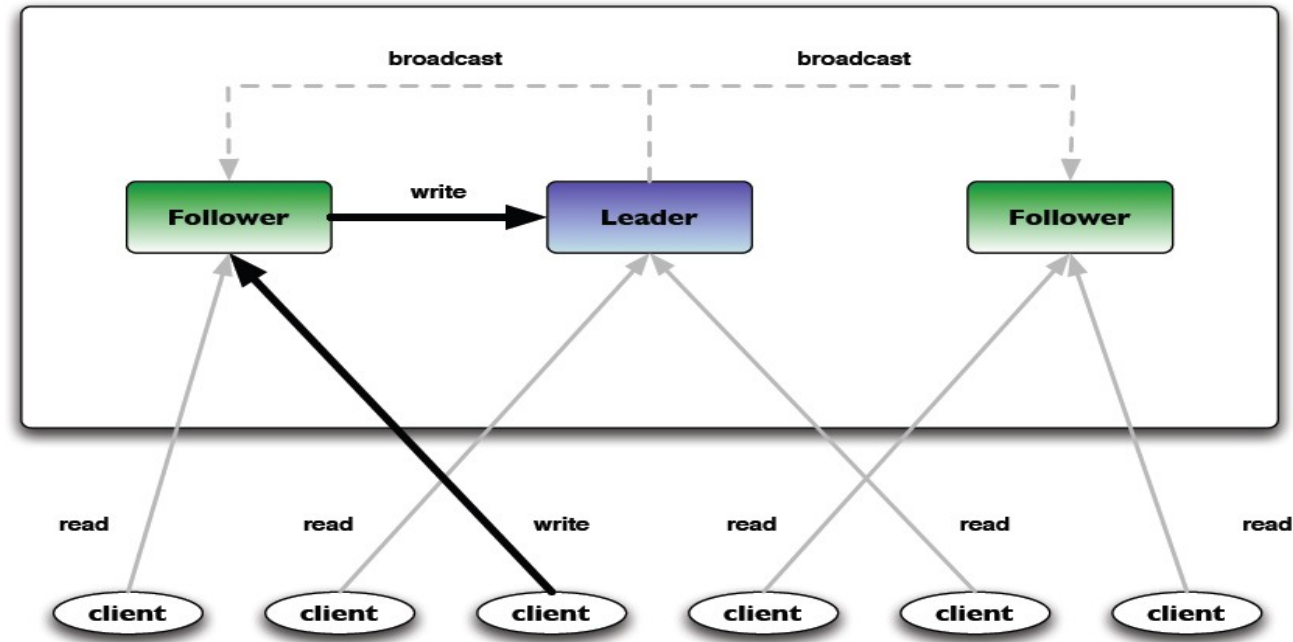 broadcast
broadcast
write
Follower
Leader
Follower
read
read
write
read
read
read
client
client
client
client
client
client